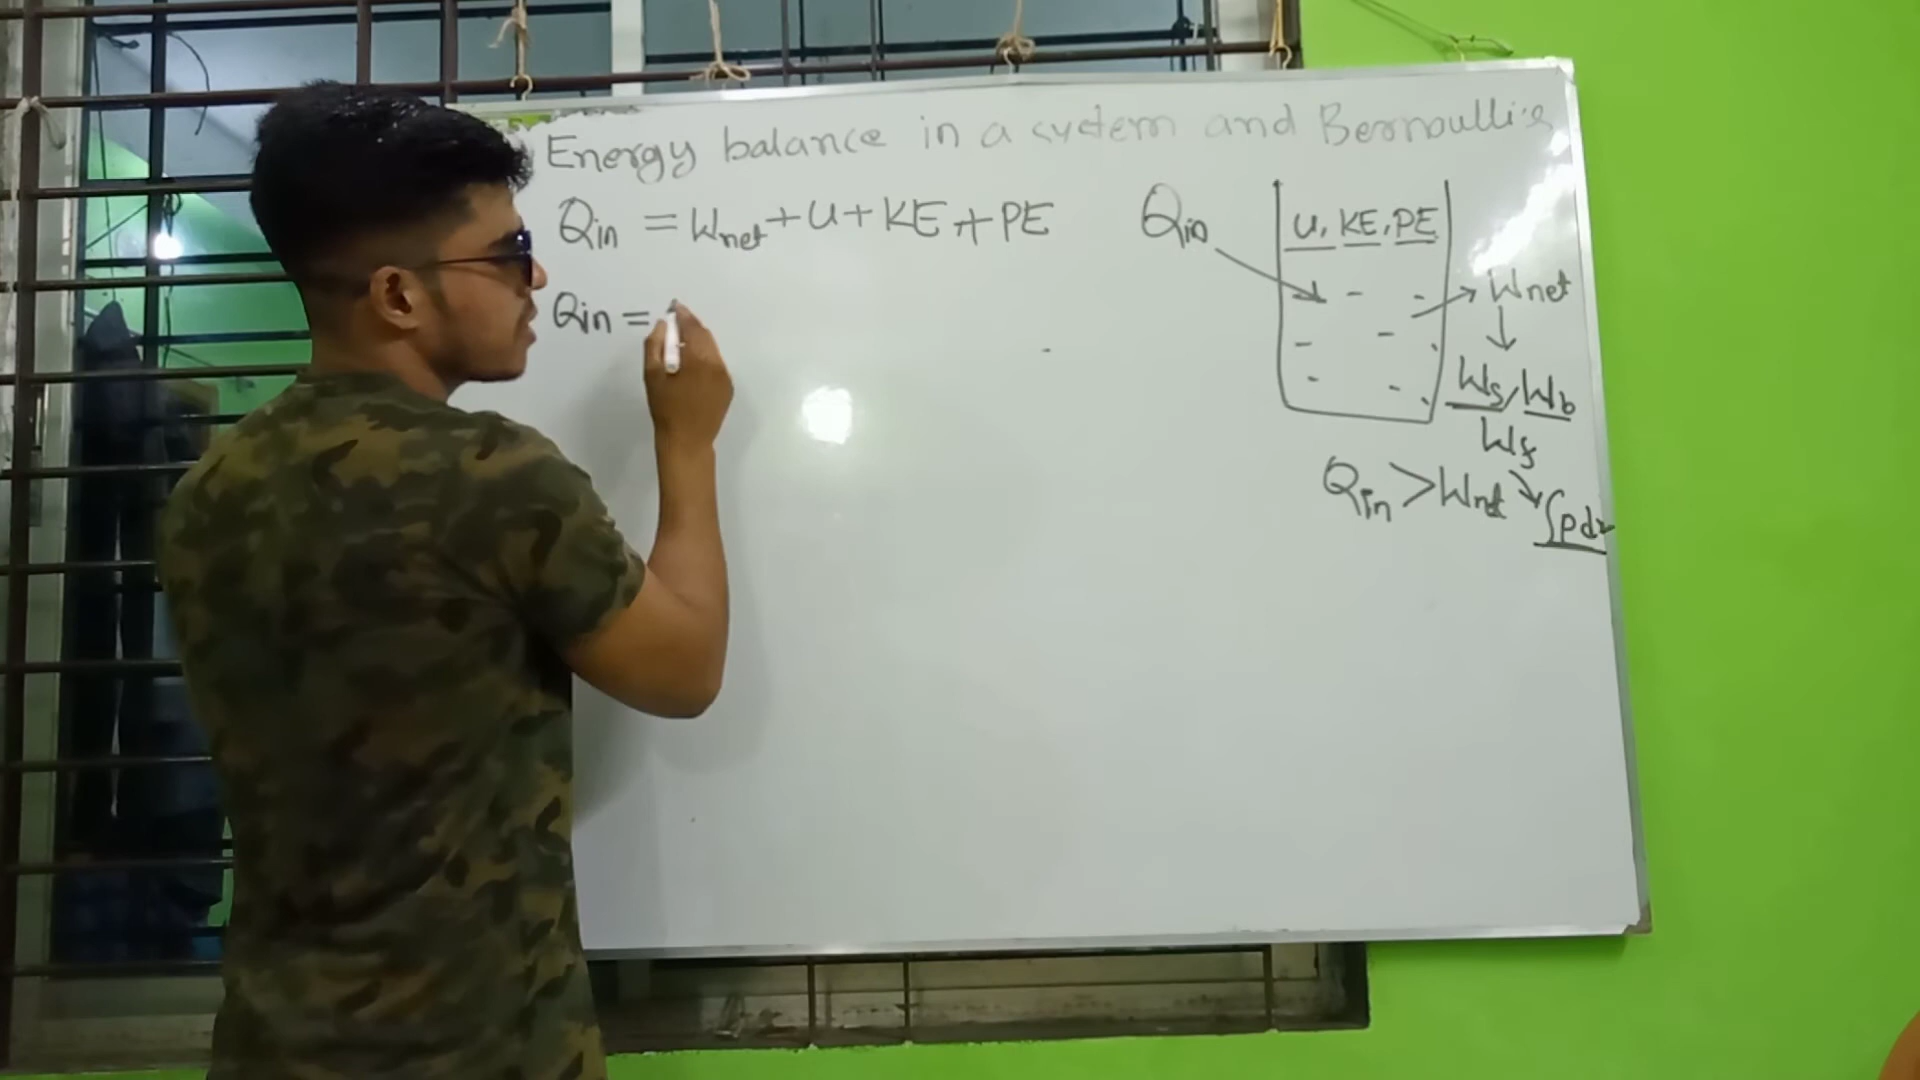 Energy balance in a system and Bernoulli's
Qin = Wnet + U + KE + PE
Qin =
Qin
U, KE, PE
Wnet
Ws/Wb
Wf
Qin > Wnet
∫pdv